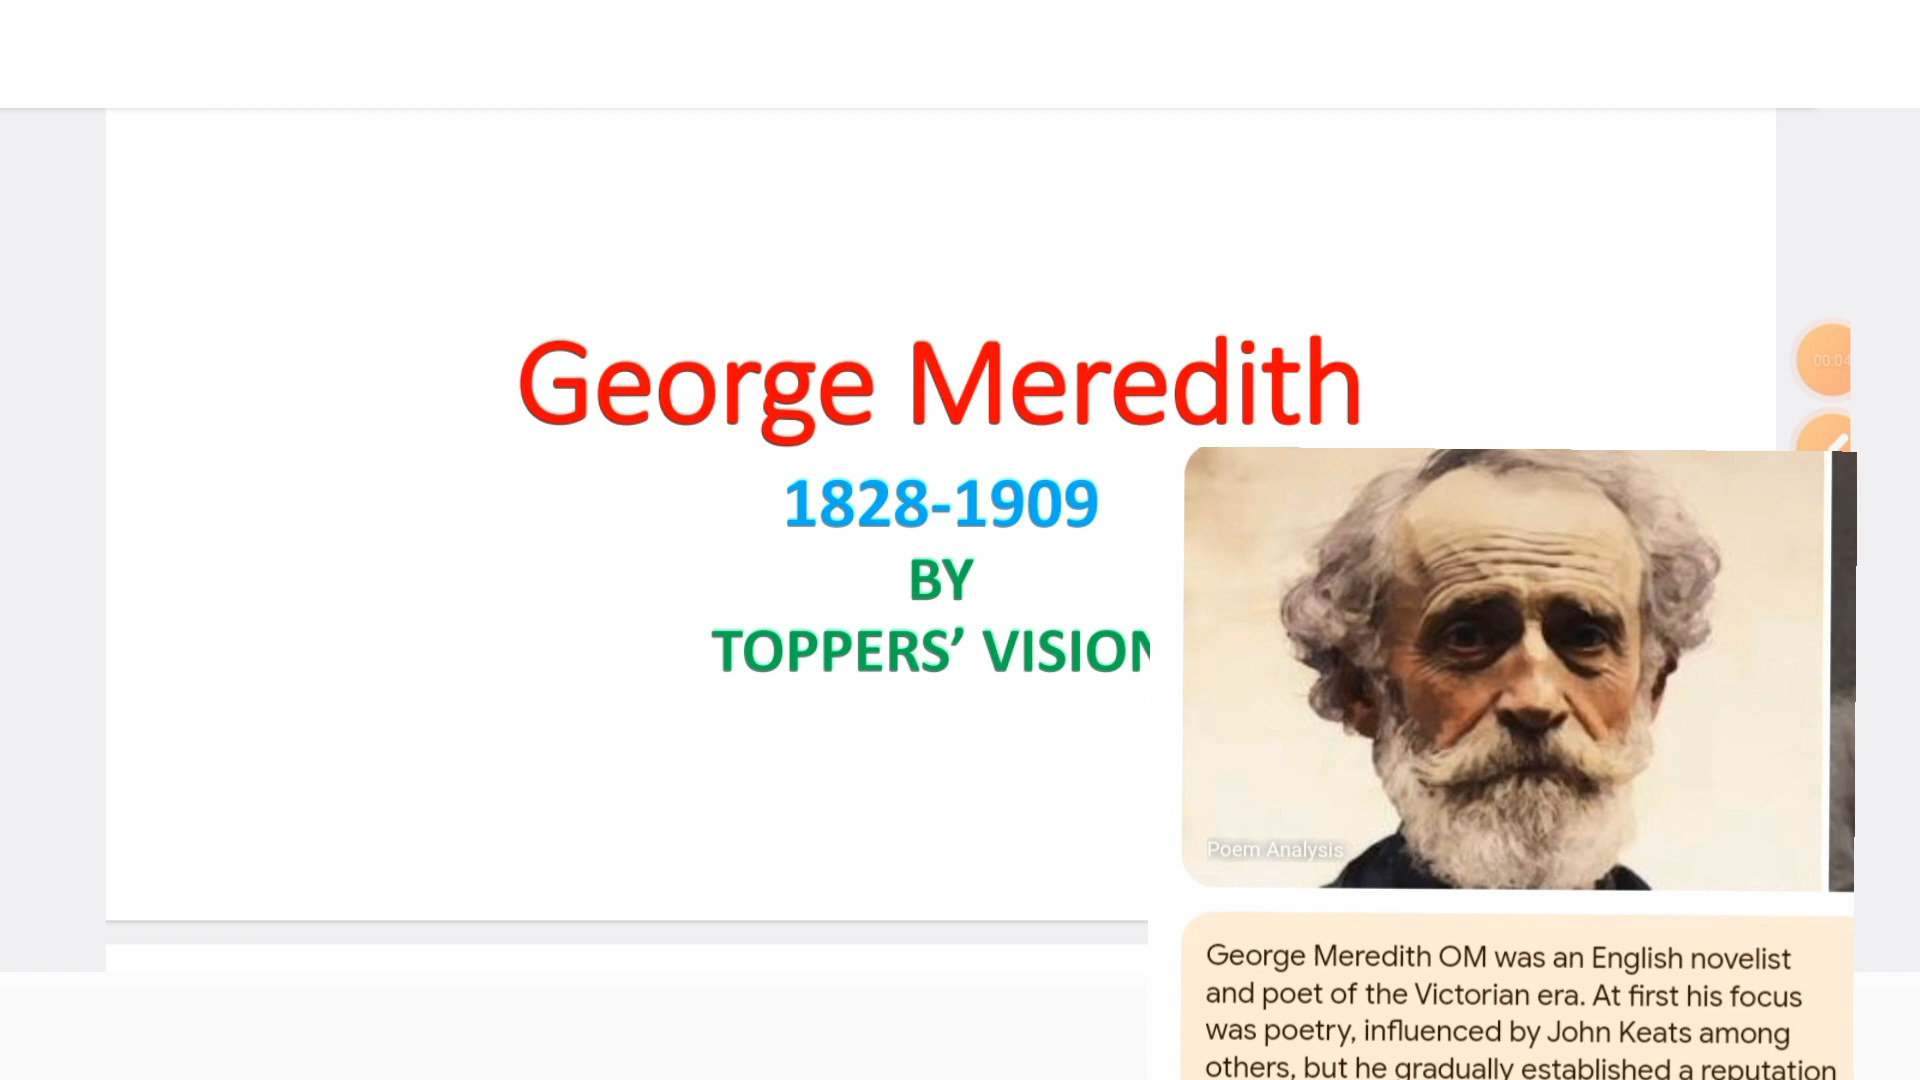 George Meredith
1828-1909
BY
TOPPERS’ VISION
00:04
Poem Analysis
George Meredith OM was an English novelist
and poet of the Victorian era. At first his focus
was poetry, influenced by John Keats among
others, but he gradually established a reputation